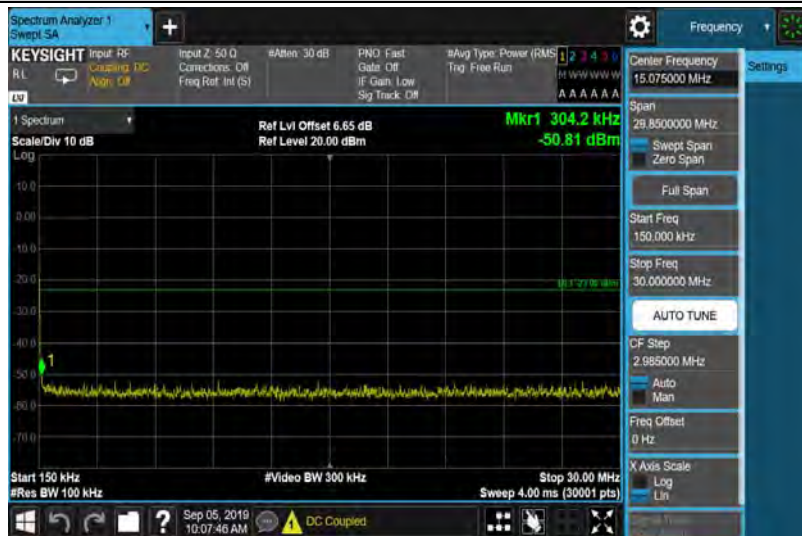 Spectrum Analyzer 1
Swept SA
+
Frequency
KEYSIGHT
Input: RF
Coupling: DC
Align: Off
Input Z: 50 Ω
Corrections: Off
Freq Ref: Int (S)
#Atten: 30 dB
PNO: Fast
Gate: Off
IF Gain: Low
Sig Track: Off
#Avg Type: Power (RMS
Trig: Free Run
1 2 3 4 5 6
M W W W W W
A A A A A A
R L
LXI
1 Spectrum
Scale/Div 10 dB
Log
Ref Lvl Offset 6.65 dB
Ref Level 20.00 dBm
Mkr1 304.2 kHz
-50.81 dBm
10.0
0.00
-10.0
-20.0
-30.0
-40.0
-50.0
-60.0
-70.0
1
Start 150 kHz
#Res BW 100 kHz
#Video BW 300 kHz
Stop 30.00 MHz
Sweep 4.00 ms (30001 pts)
Center Frequency
15.075000 MHz
Settings
Span
29.8500000 MHz
Swept Span
Zero Span
Full Span
Start Freq
150.000 kHz
Stop Freq
30.000000 MHz
AUTO TUNE
CF Step
2.985000 MHz
Auto
Man
Freq Offset
0 Hz
X Axis Scale
Log
Lin
?
Sep 05, 2019
10:07:46 AM
DC Coupled